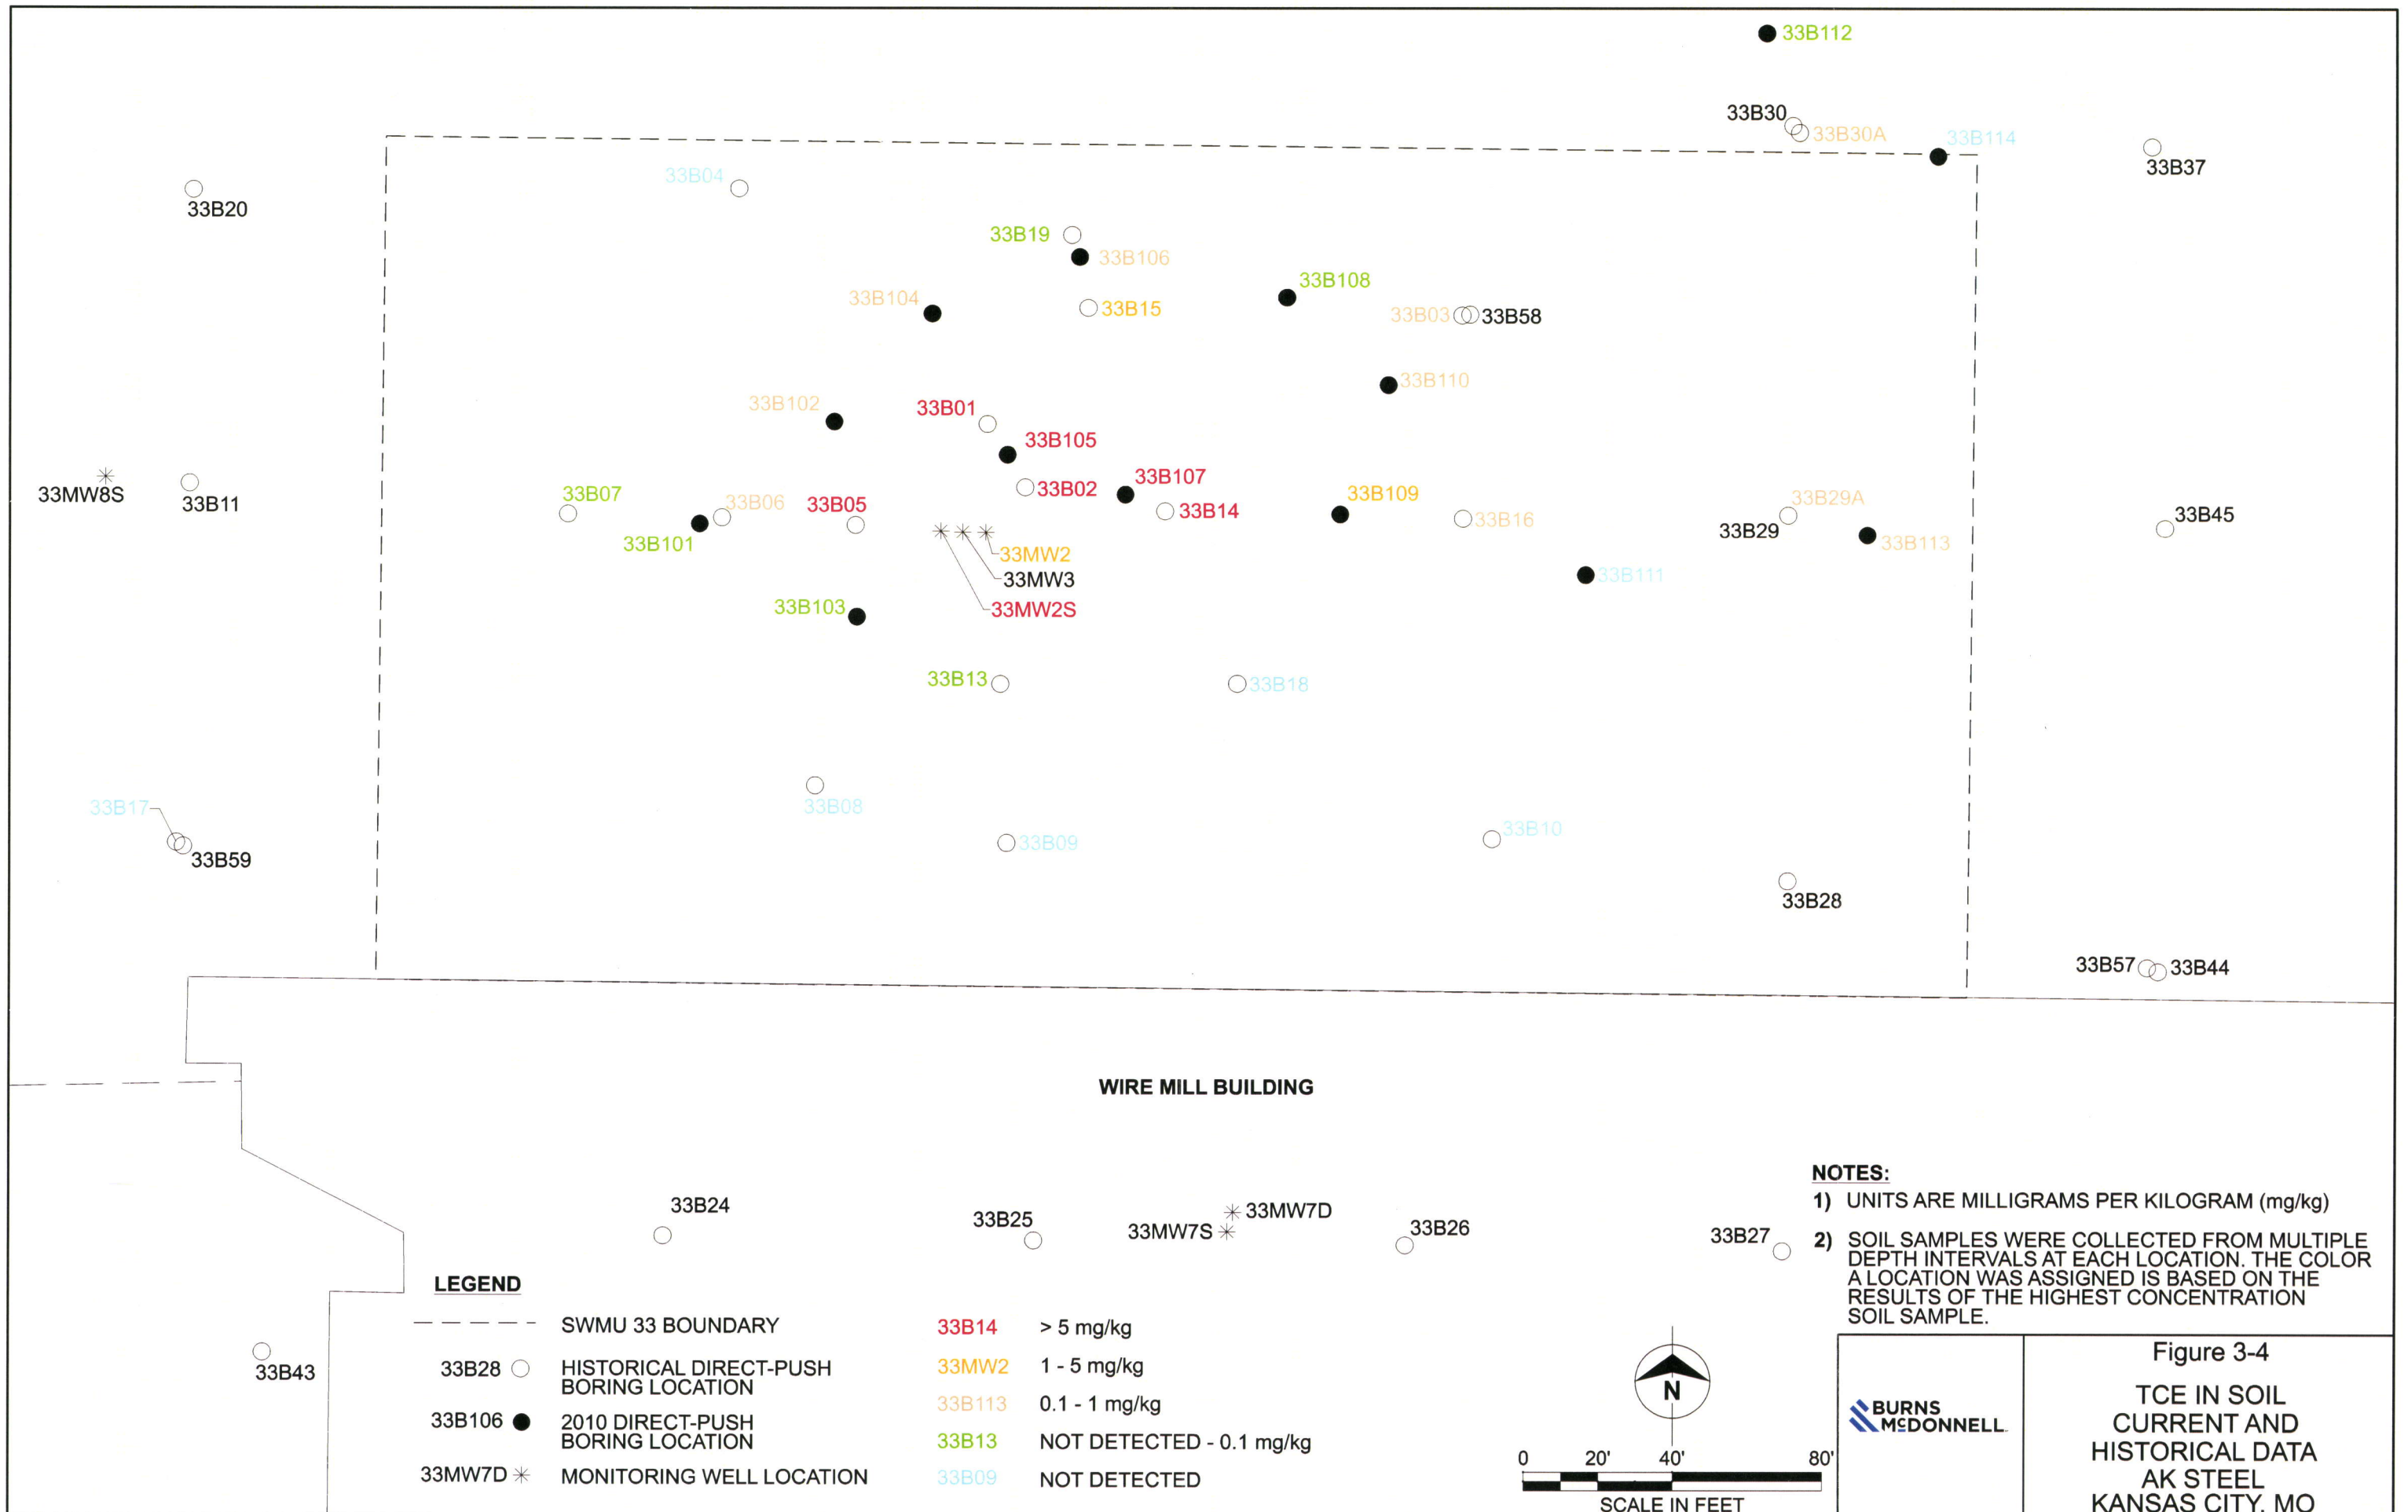 33B112
33B30
33B30A
33B114
33B37
33B04
33B20
33B19
33B106
33B108
33B104
33B15
33B03
33B58
33B110
33B102
33B01
33B105
33B107
33MW8S
33B11
33B07
33B06
33B05
33B02
33B14
33B109
33B16
33B29A
33B29
33B45
33B101
33B113
33MW2
33MW3
33MW2S
33B111
33B103
33B13
33B18
33B17
33B08
33B09
33B10
33B59
33B28
33B57
33B44
WIRE MILL BUILDING
33B24
33B25
33MW7D
33MW7S
33B26
33B27
33B43
NOTES:
1) UNITS ARE MILLIGRAMS PER KILOGRAM (mg/kg)
2) SOIL SAMPLES WERE COLLECTED FROM MULTIPLE
DEPTH INTERVALS AT EACH LOCATION. THE COLOR
A LOCATION WAS ASSIGNED IS BASED ON THE
RESULTS OF THE HIGHEST CONCENTRATION
SOIL SAMPLE.
LEGEND
SWMU 33 BOUNDARY
33B28 HISTORICAL DIRECT-PUSH
BORING LOCATION
33B106 2010 DIRECT-PUSH
BORING LOCATION
33MW7D MONITORING WELL LOCATION
33B14 > 5 mg/kg
33MW2 1 - 5 mg/kg
33B113 0.1 - 1 mg/kg
33B13 NOT DETECTED - 0.1 mg/kg
33B09 NOT DETECTED
N
0 20' 40' 80'
SCALE IN FEET
BURNS
McDONNELL
Figure 3-4
TCE IN SOIL
CURRENT AND
HISTORICAL DATA
AK STEEL
KANSAS CITY, MO